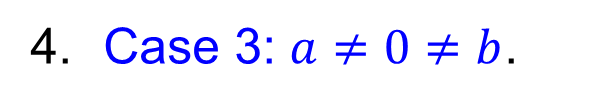 4. Case 3: a ≠ 0 ≠ b.